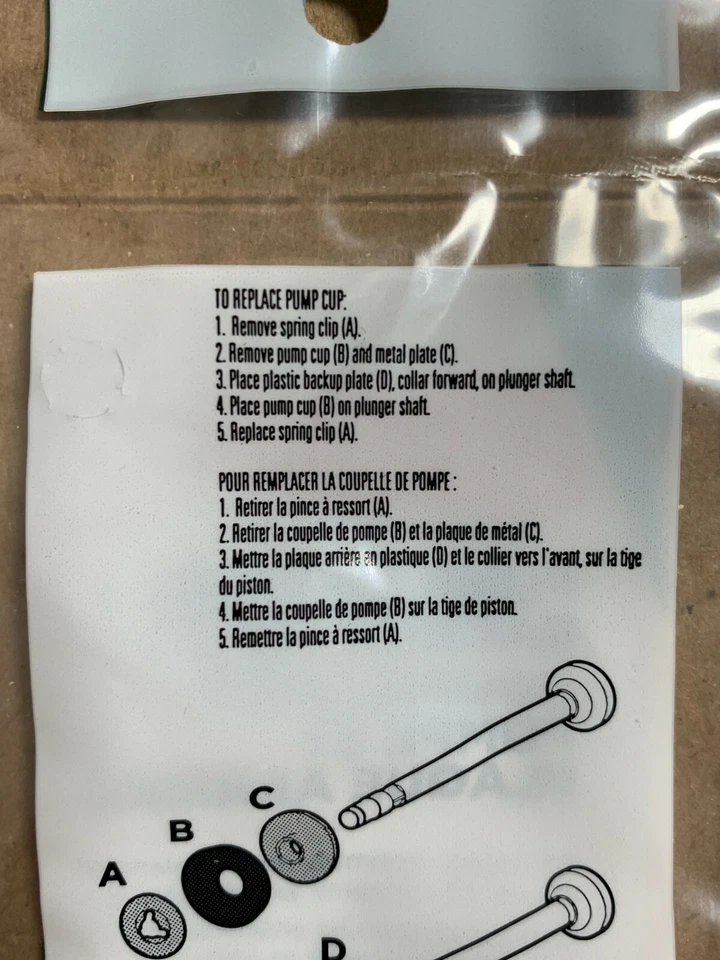 TO REPLACE PUMP CUP:
1. Remove spring clip (A).
2. Remove pump cup (B) and metal plate (C).
3. Place plastic backup plate (D), collar forward, on plunger shaft.
4. Place pump cup (B) on plunger shaft.
5. Replace spring clip (A).
POUR REMPLACER LA COUPELLE DE POMPE :
1. Retirer la pince à ressort (A).
2. Retirer la coupelle de pompe (B) et la plaque de métal (C).
3. Mettre la plaque arrière en plastique (D) et le collier vers l'avant, sur la tige
du piston.
4. Mettre la coupelle de pompe (B) sur la tige de piston.
5. Remettre la pince à ressort (A).
C
B
A
D